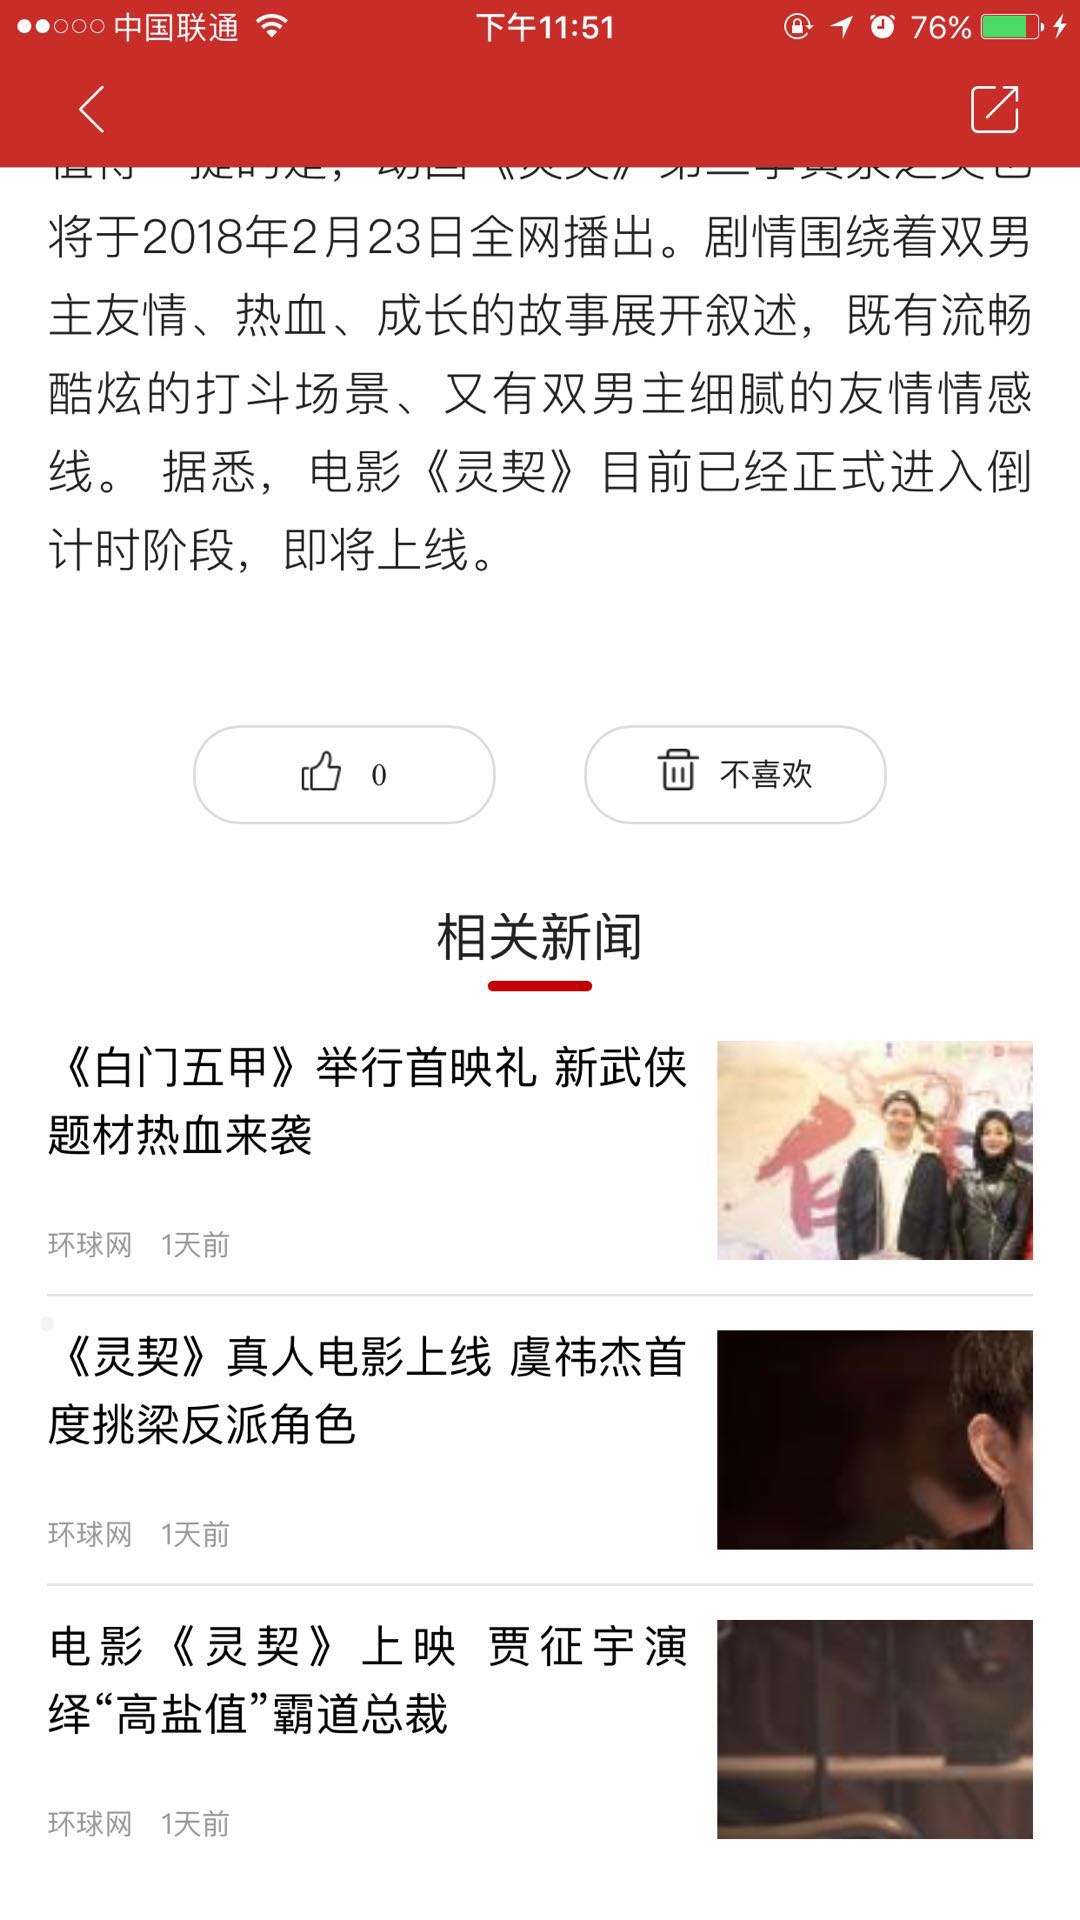 中国联通
下午11:51
76%
将于2018年2月23日全网播出。剧情围绕着双男
主友情、热血、成长的故事展开叙述，既有流畅
酷炫的打斗场景、又有双男主细腻的友情情感
线。 据悉，电影《灵契》目前已经正式进入倒
计时阶段，即将上线。
0
不喜欢
相关新闻
《白门五甲》举行首映礼 新武侠
题材热血来袭
环球网 1天前
《灵契》真人电影上线 虞祎杰首
度挑梁反派角色
环球网 1天前
电影《灵契》上映 贾征宇演
绎“高盐值”霸道总裁
环球网 1天前